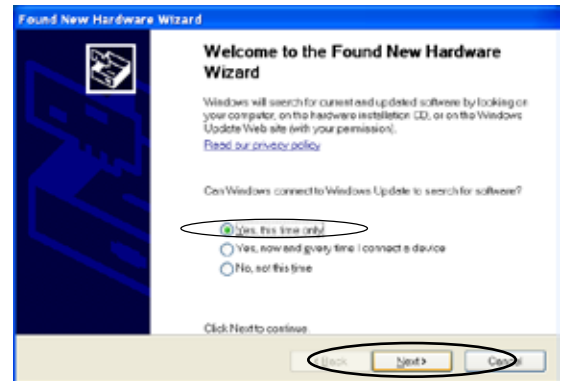 Found New Hardware Wizard
Welcome to the Found New Hardware
Wizard
Windows will search for current and updated software by looking on
your computer, on the hardware installation CD, or on the Windows
Update Web site (with your permission).
Read our privacy policy
Can Windows connect to Windows Update to search for software?
Yes, this time only
Yes, now and every time I connect a device
No, not this time
Click Next to continue.
< Back Next > Cancel